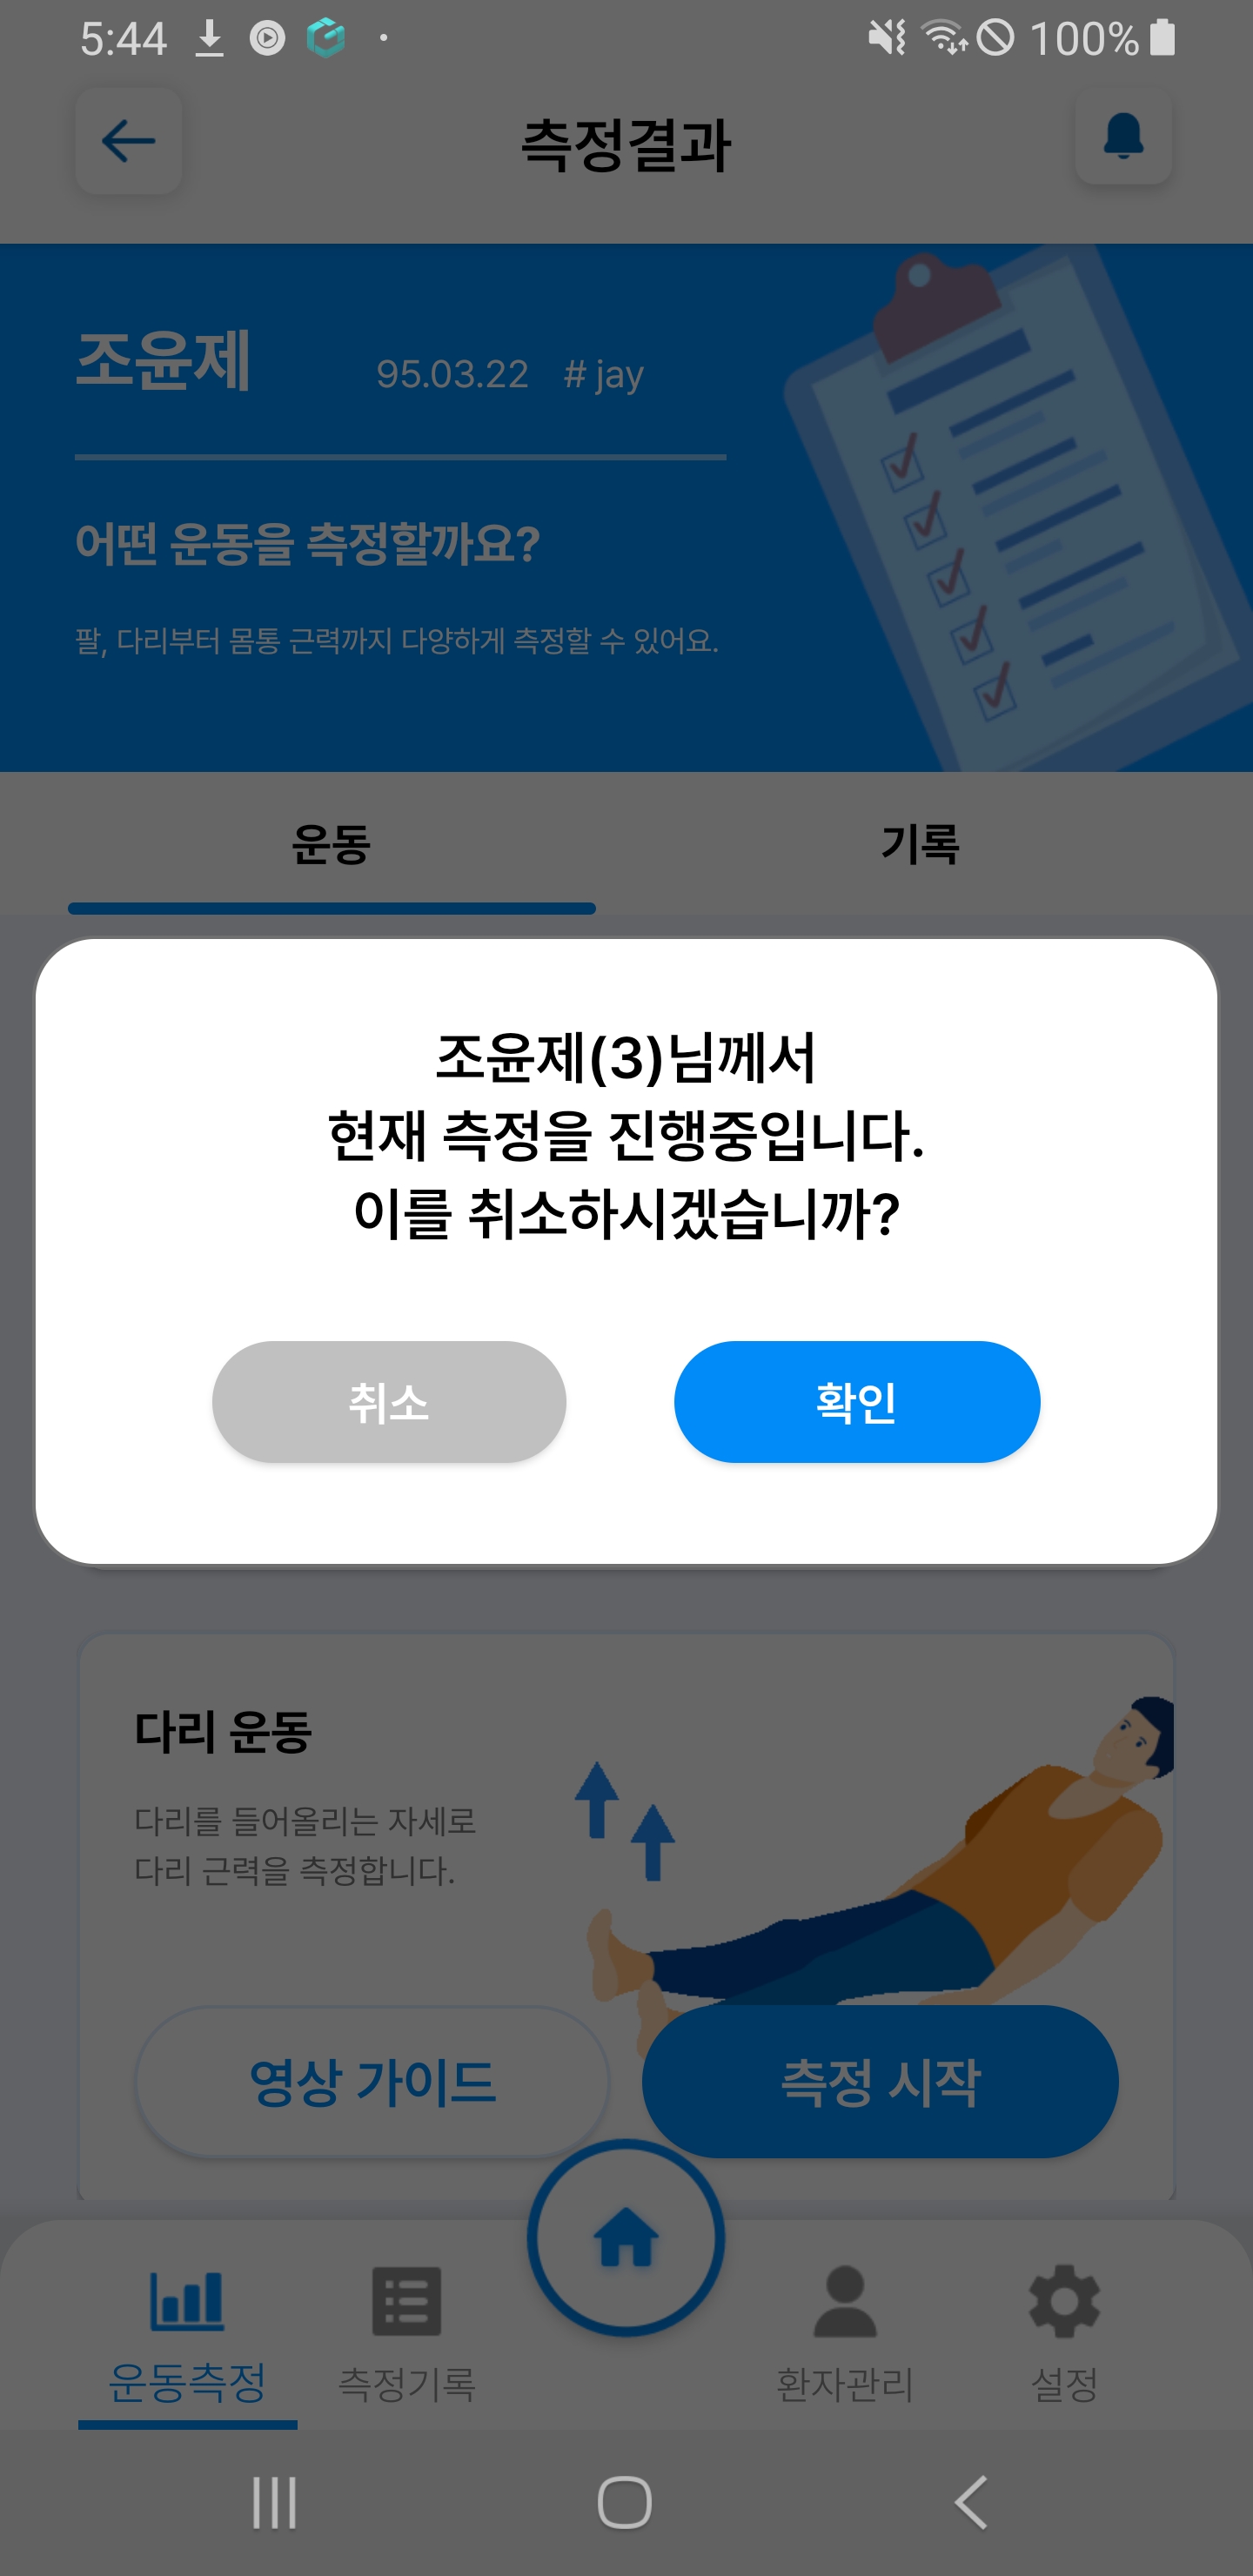 5:44
100%
측정결과
조윤제 95.03.22 # jay
어떤 운동을 측정할까요?
팔, 다리부터 몸통 근력까지 다양하게 측정할 수 있어요.
운동 기록
조윤제(3)님께서
현재 측정을 진행중입니다.
이를 취소하시겠습니까?
취소 확인
다리 운동
다리를 들어올리는 자세로
다리 근력을 측정합니다.
영상 가이드 측정 시작
운동측정 측정기록 환자관리 설정